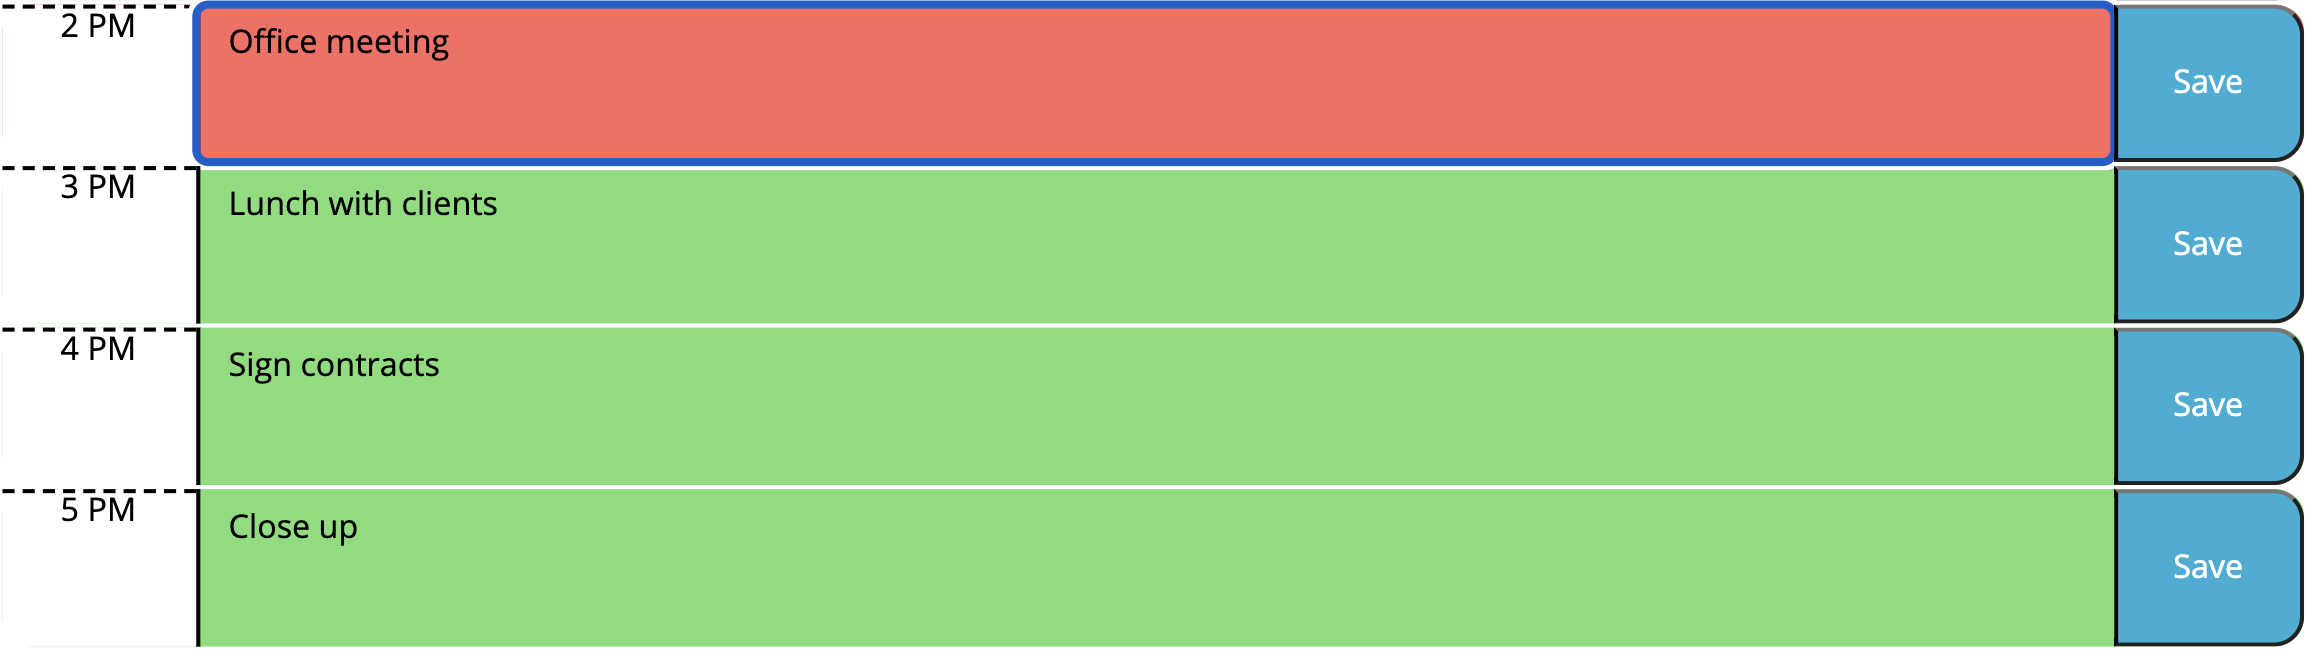 2 PM
Office meeting
Save
3 PM
Lunch with clients
Save
4 PM
Sign contracts
Save
5 PM
Close up
Save